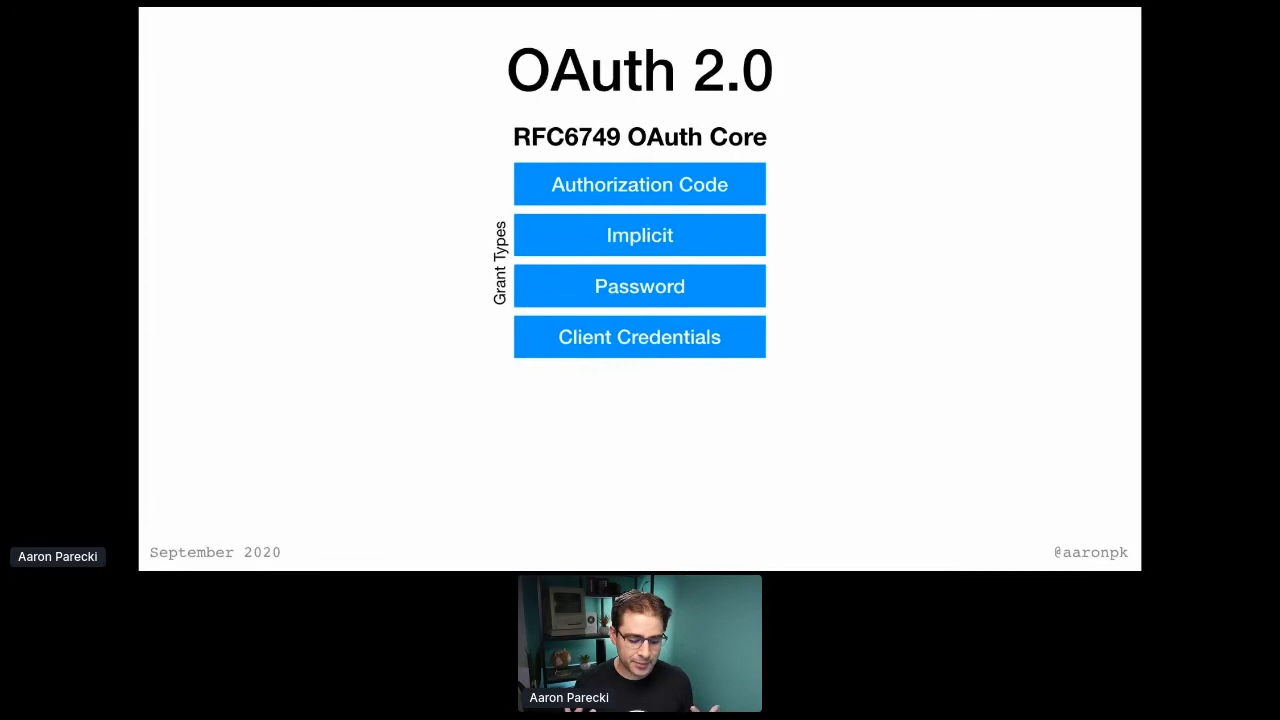 OAuth 2.0
RFC6749 OAuth Core
Grant Types
Authorization Code
Implicit
Password
Client Credentials
September 2020
@aaronpk
Aaron Parecki
Aaron Parecki